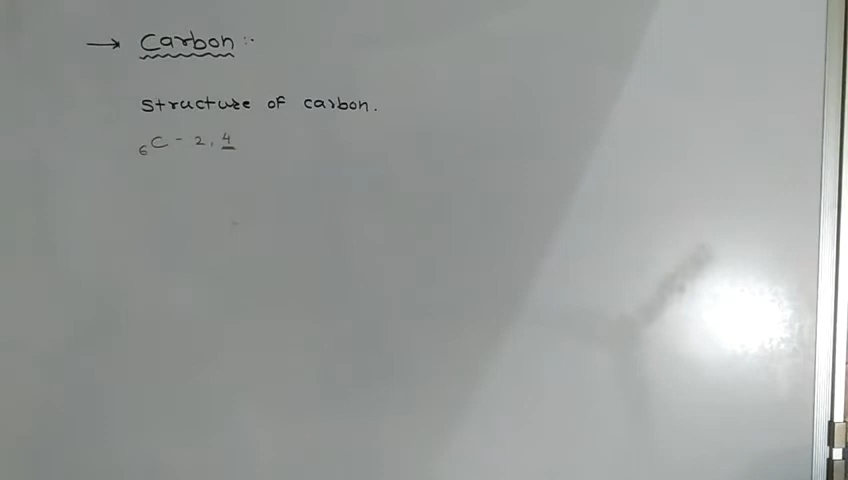 → Carbon :-
Structure of carbon.
₆C - 2, 4